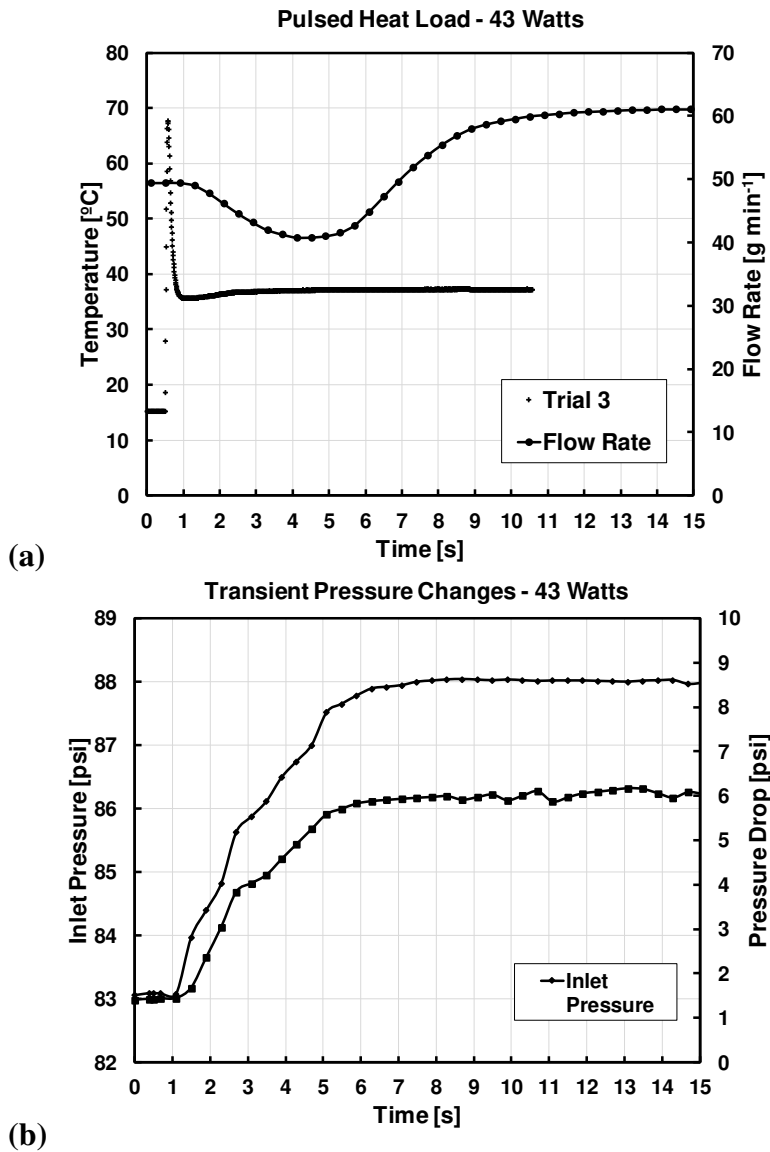 Pulsed Heat Load - 43 Watts
80
70
60
50
40
30
20
10
0
Temperature [ºC]
70
60
50
40
30
20
10
0
Flow Rate [g min-1]
Trial 3
Flow Rate
0 1 2 3 4 5 6 7 8 9 10 11 12 13 14 15
Time [s]
(a)
Transient Pressure Changes - 43 Watts
89
88
87
86
85
84
83
82
Inlet Pressure [psi]
10
9
8
7
6
5
4
3
2
1
0
Pressure Drop [psi]
Inlet
Pressure
0 1 2 3 4 5 6 7 8 9 10 11 12 13 14 15
Time [s]
(b)